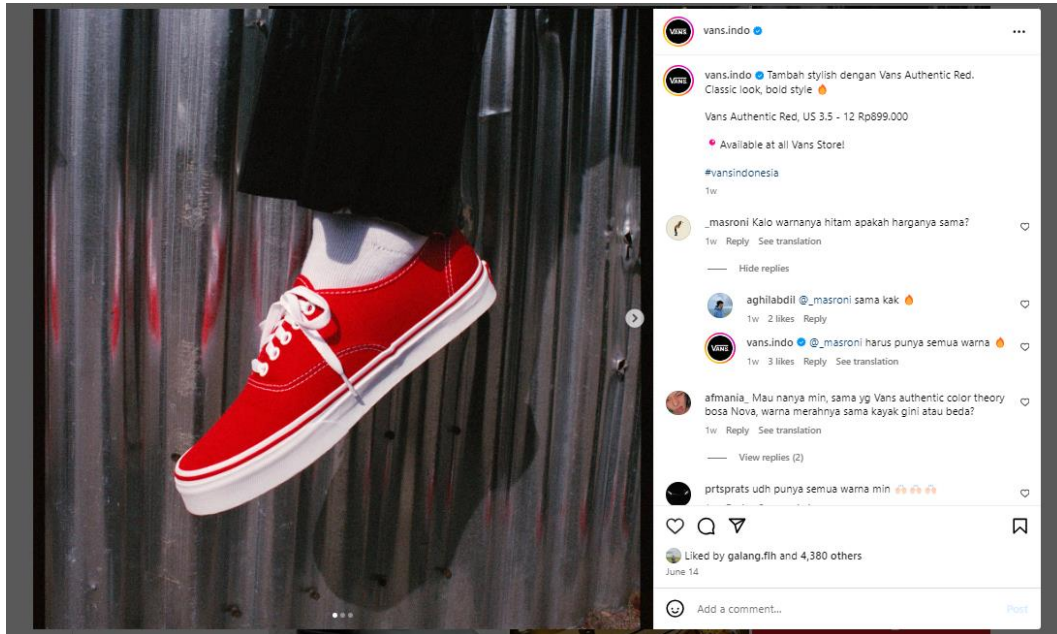 vans.indo
vans.indo Tambah stylish dengan Vans Authentic Red.
Classic look, bold style 🔥
Vans Authentic Red, US 3.5 - 12 Rp899.000
📍 Available at all Vans Store!
#vansindonesia
1w
_masroni Kalo warnanya hitam apakah harganya sama?
1w Reply See translation
Hide replies
aghilabdil @_masroni sama kak 🔥
1w 2 likes Reply
vans.indo @_masroni harus punya semua warna 🔥
1w 3 likes Reply See translation
afmania_ Mau nanya min, sama yg Vans authentic color theory
bosa Nova, warna merahnya sama kayak gini atau beda?
1w Reply See translation
View replies (2)
prtsprats udh punya semua warna min 🙌🏻🙌🏻🙌🏻
Liked by galang.flh and 4,380 others
June 14
Add a comment...
Post